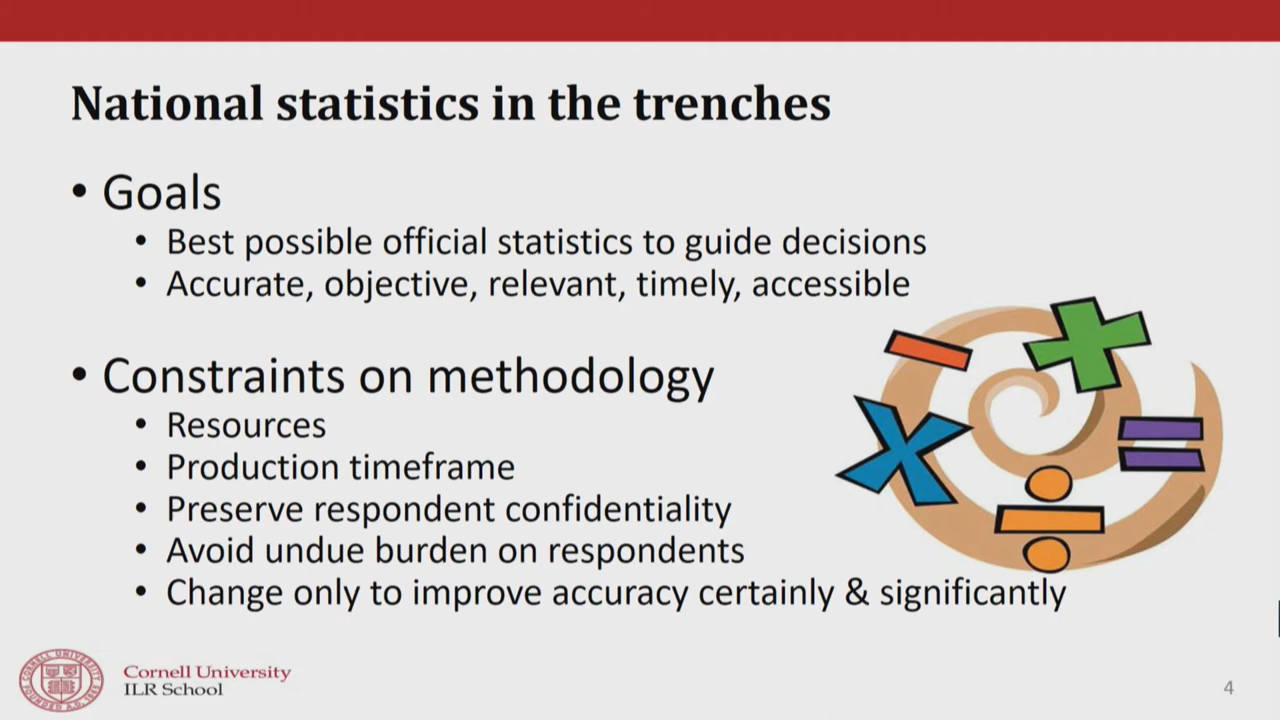 National statistics in the trenches
• Goals
• Best possible official statistics to guide decisions
• Accurate, objective, relevant, timely, accessible
• Constraints on methodology
• Resources
• Production timeframe
• Preserve respondent confidentiality
• Avoid undue burden on respondents
• Change only to improve accuracy certainly & significantly
Cornell University
ILR School
4